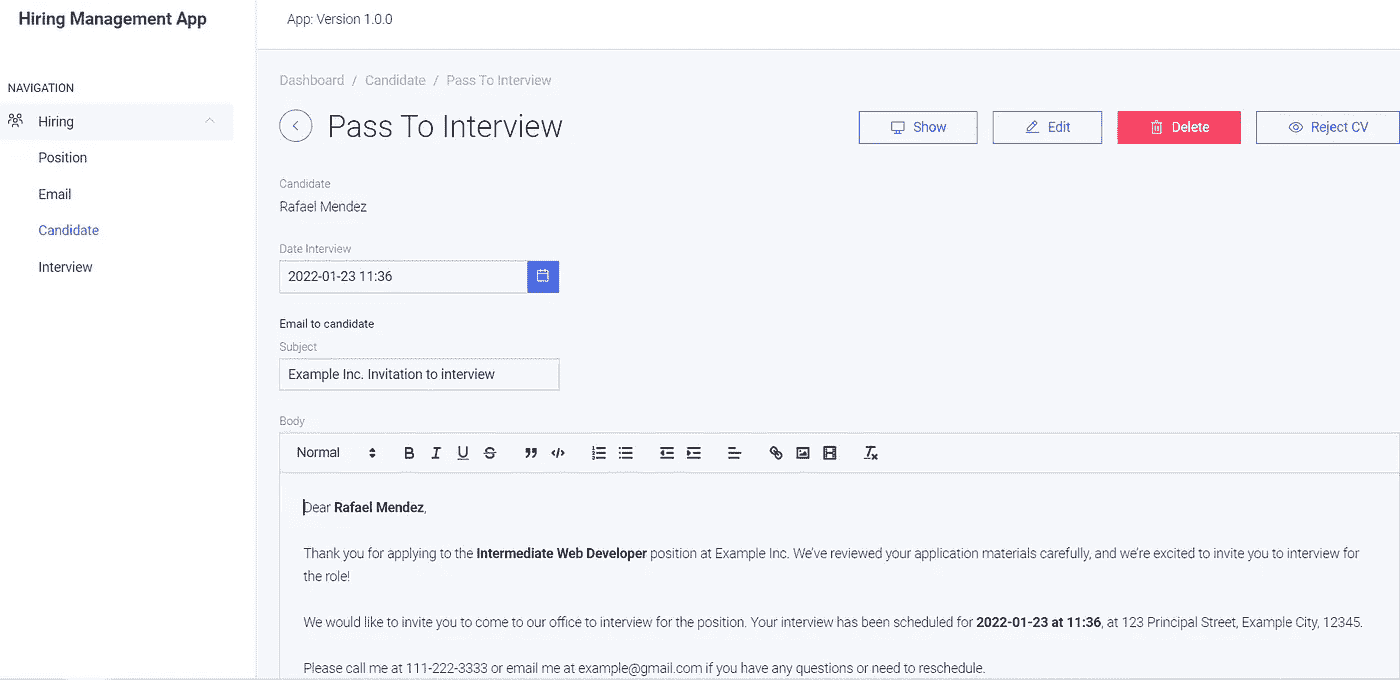 Hiring Management App
App: Version 1.0.0
NAVIGATION
Hiring
Position
Email
Candidate
Interview
Dashboard / Candidate / Pass To Interview
Pass To Interview
Show
Edit
Delete
Reject CV
Candidate
Rafael Mendez
Date Interview
2022-01-23 11:36
Email to candidate
Subject
Example Inc. Invitation to interview
Body
Normal
Dear Rafael Mendez,
Thank you for applying to the Intermediate Web Developer position at Example Inc. We've reviewed your application materials carefully, and we're excited to invite you to interview for
the role!
We would like to invite you to come to our office to interview for the position. Your interview has been scheduled for 2022-01-23 at 11:36, at 123 Principal Street, Example City, 12345.
Please call me at 111-222-3333 or email me at example@gmail.com if you have any questions or need to reschedule.